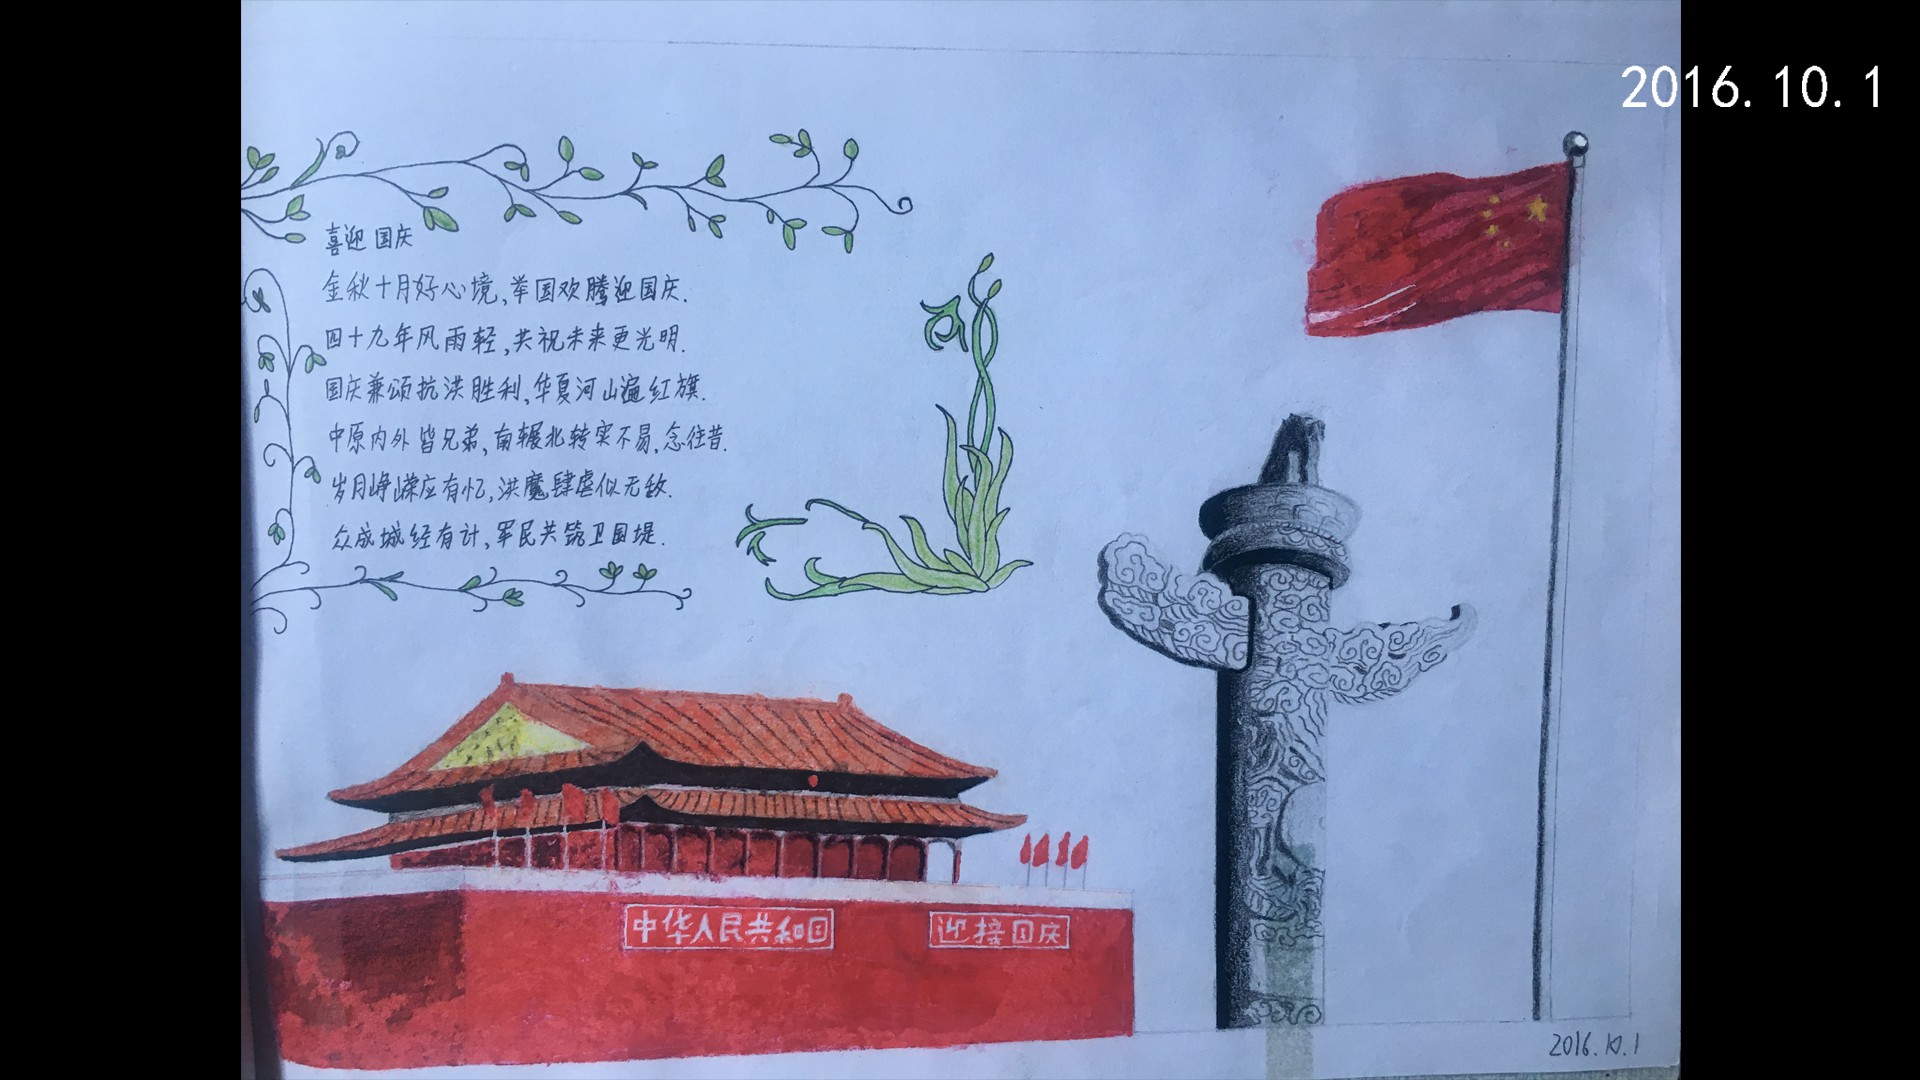 2016.10.1
喜迎国庆
金秋十月好心境,举国欢腾迎国庆.
四十九年风雨轻,共祝未来更光明.
国庆兼颂抗洪胜利,华夏河山遍红旗.
中原内外皆兄弟,南辗北转实不易,念往昔.
岁月峥嵘应有忆,洪魔肆虐似无敌.
众成城经有计,军民共筑卫国堤.
中华人民共和国
迎接国庆
2016.10.1